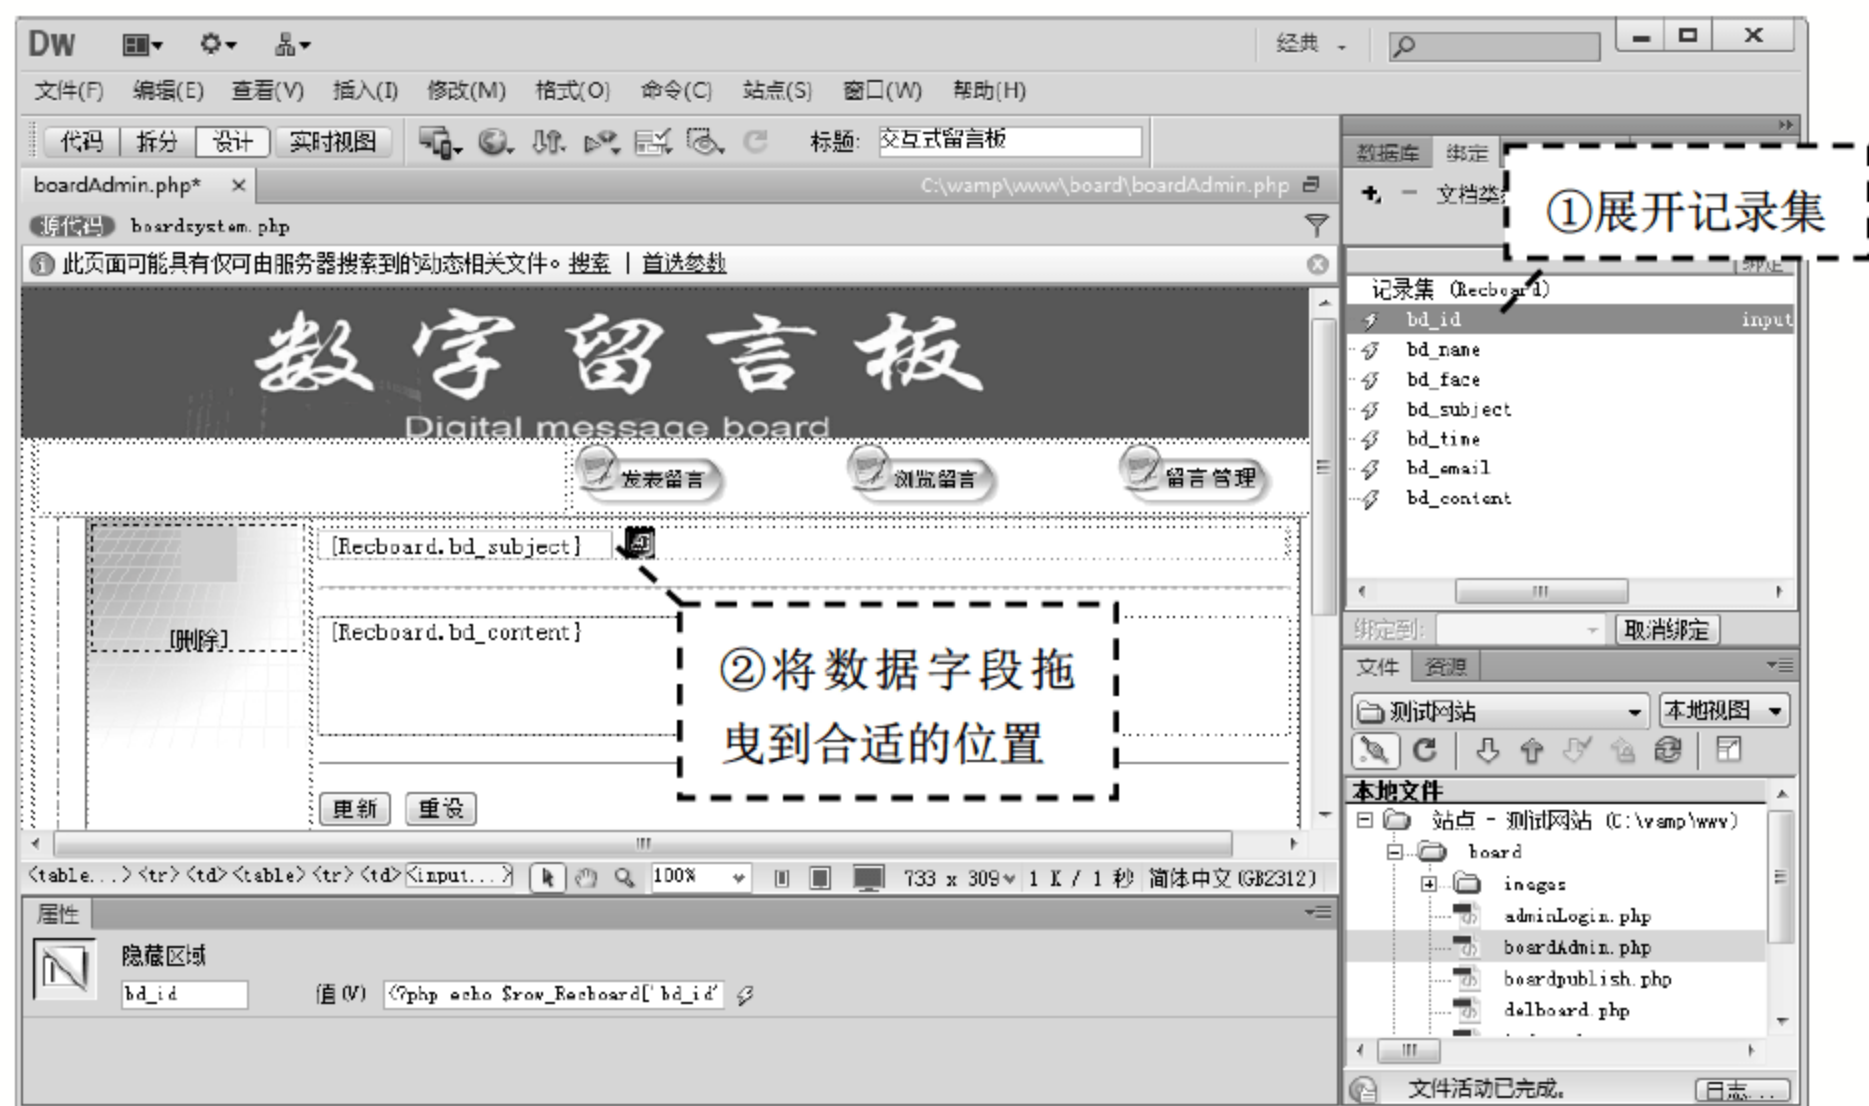 Dw
经典
文件(F) 编辑(E) 查看(V) 插入(I) 修改(M) 格式(O) 命令(C) 站点(S) 窗口(W) 帮助(H)
代码 拆分 设计 实时视图 标题: 交互式留言板
boardAdmin.php* × C:\wamp\www\board\boardAdmin.php
源代码 boardsystem.php
此页面可能具有仅可由服务器搜索到的动态相关文件。 搜索 | 首选参数
数字留言板
Digital message board
发表留言 浏览留言 留言管理
[Recboard.bd_subject}
[删除]
[Recboard.bd_content}
更新 重设
②将数据字段拖
曳到合适的位置
<table...> <tr> <td> <table> <tr> <td> <input...> 100% 733 x 309 1 K / 1 秒 简体中文(GB2312)
属性
隐藏区域
bd_id 值(V) <?php echo $row_Recboard['bd_id'
数据库 绑定
文档类
①展开记录集
记录集 (Recboard)
bd_id input
bd_name
bd_face
bd_subject
bd_time
bd_email
bd_content
绑定到: 取消绑定
文件 资源
测试网站 本地视图
本地文件
站点 - 测试网站 (C:\wamp\www)
board
images
adminLogin.php
boardAdmin.php
boardpublish.php
delboard.php
文件活动已完成。 日志...